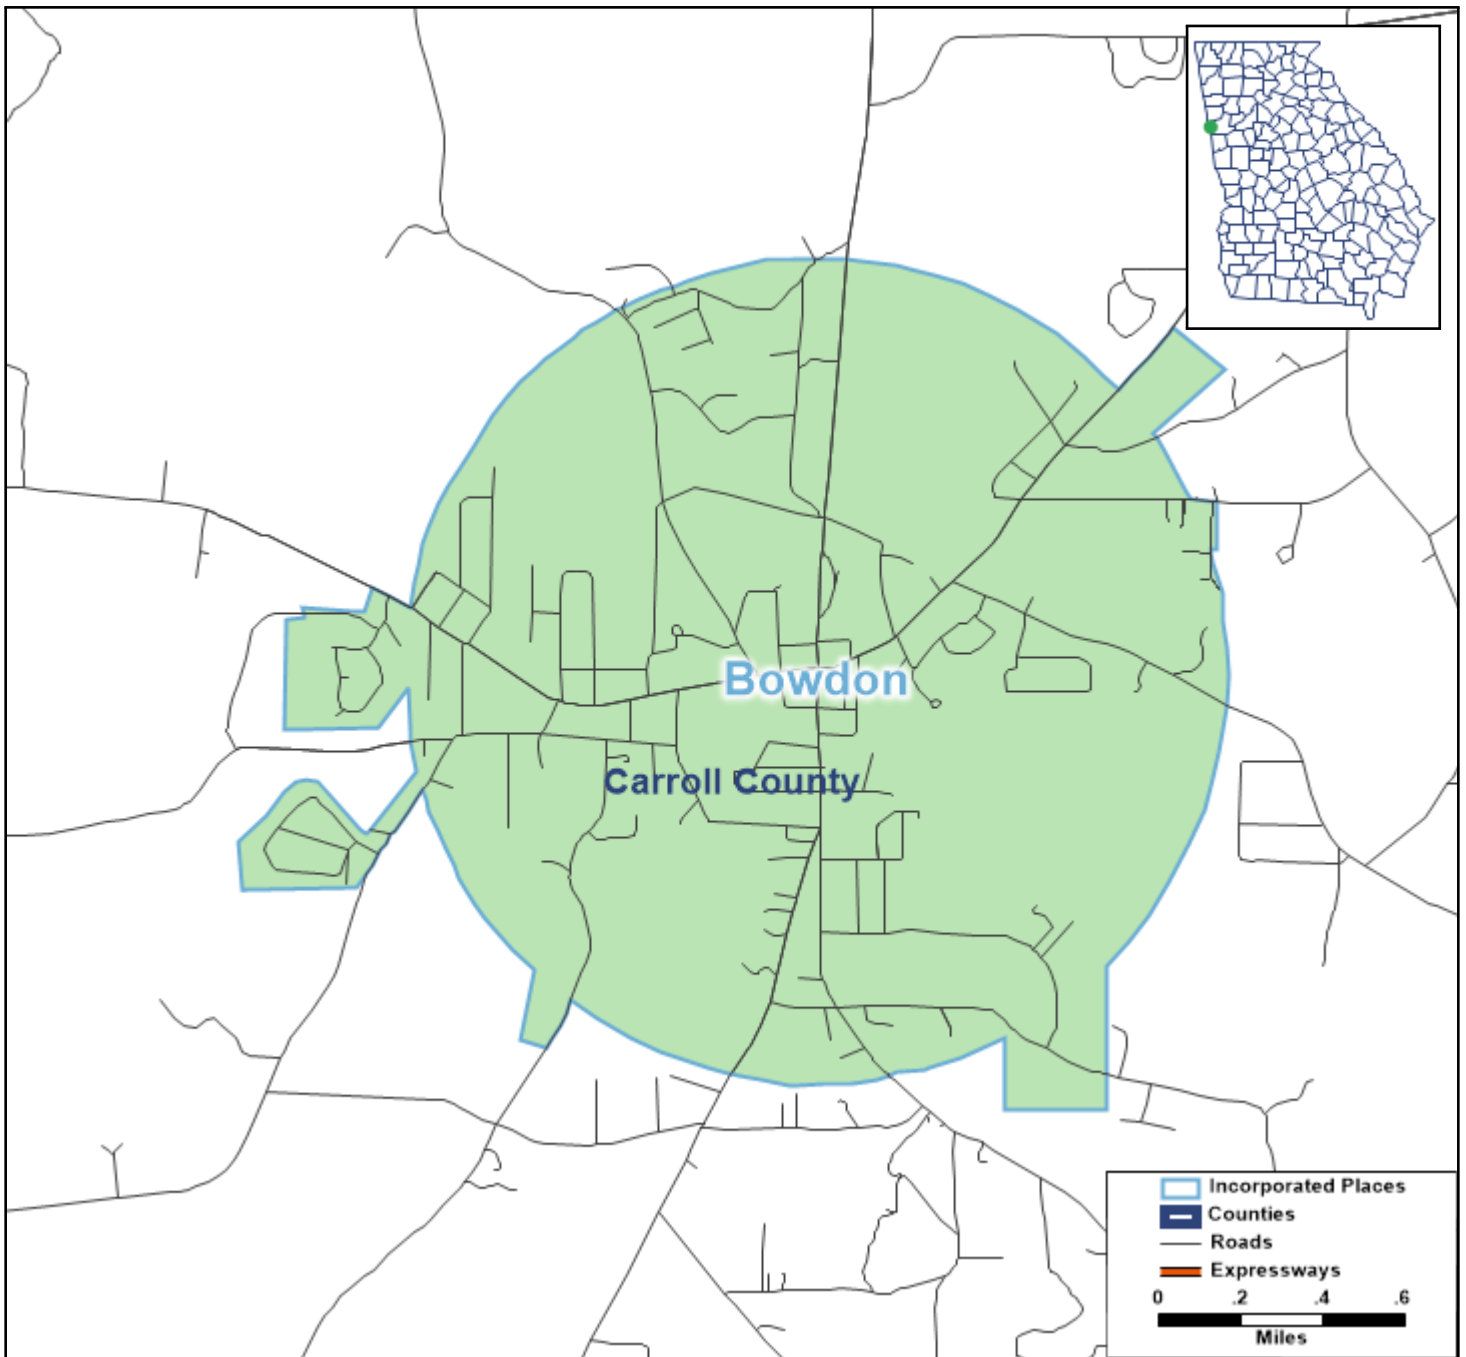 Bowdon
Carroll County
Incorporated Places
Counties
Roads
Expressways
0 .2 .4 .6
Miles